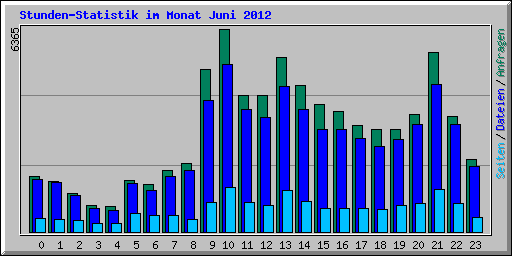 Stunden-Statistik im Monat Juni 2012
6365
Seiten / Dateien / Anfragen
0 1 2 3 4 5 6 7 8 9 10 11 12 13 14 15 16 17 18 19 20 21 22 23